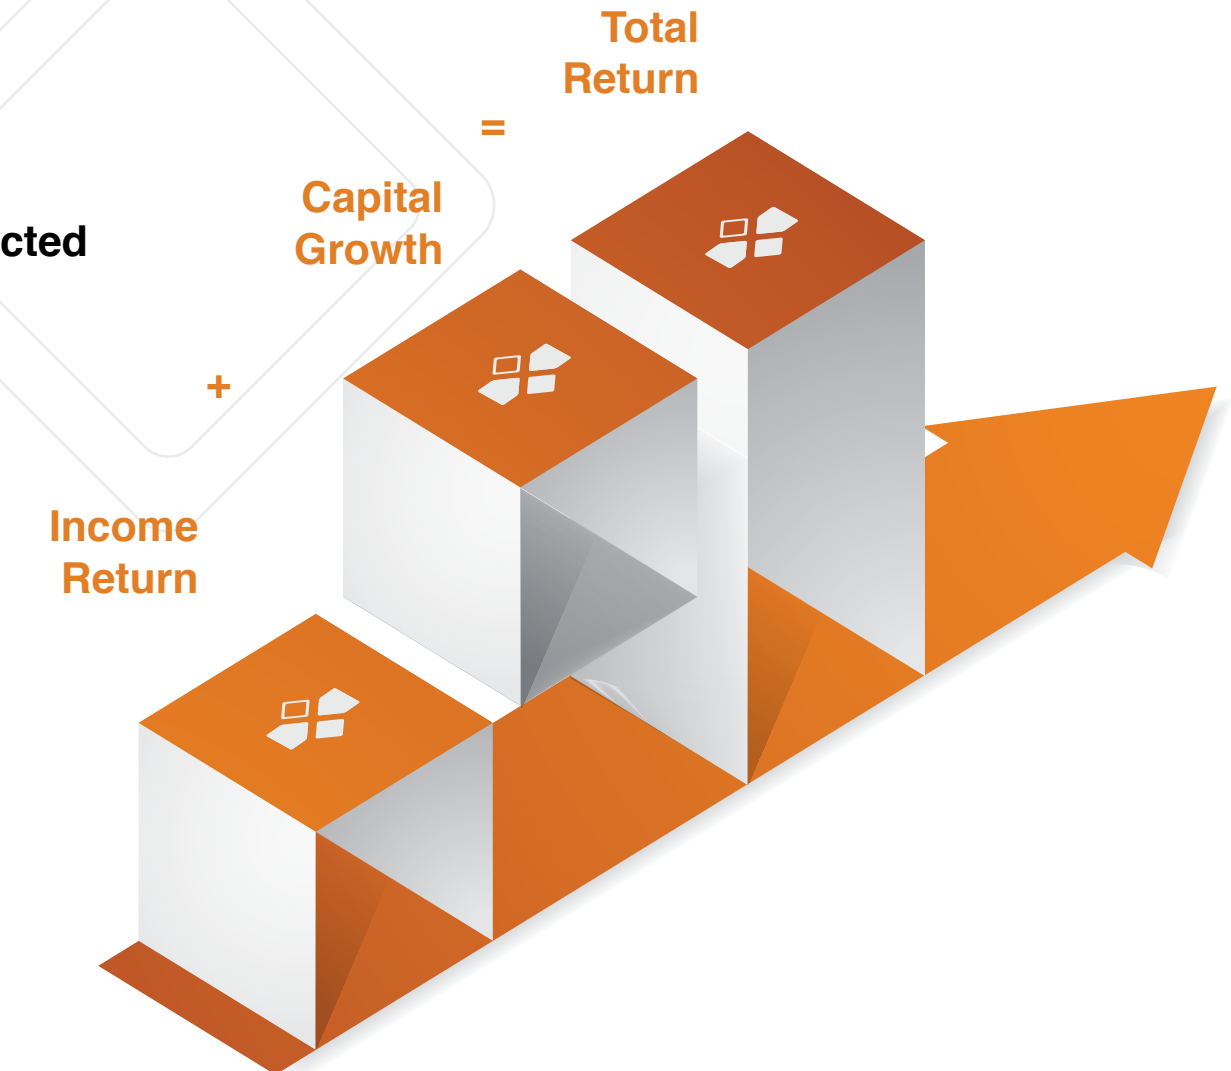 Total
Return
=
Capital
Growth
cted
+
Income
Return